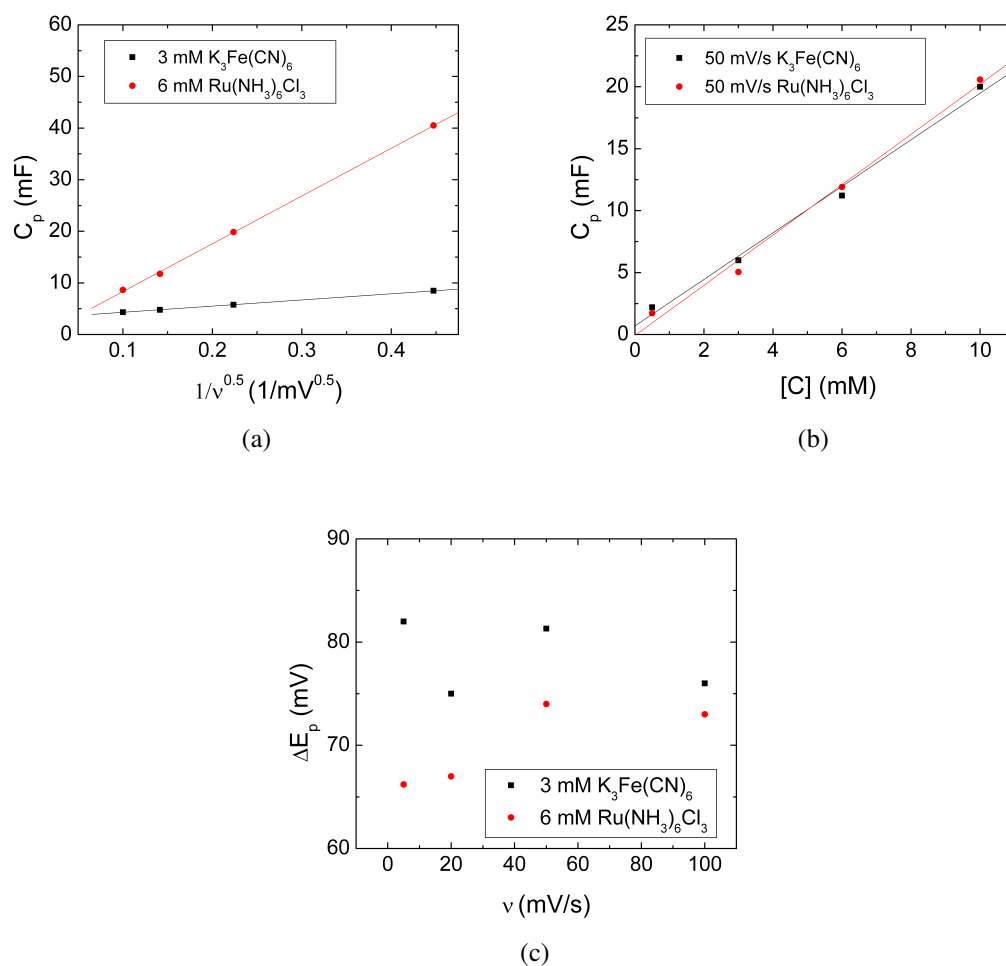 60
50
40
30
20
10
0
C_p (mF)
3 mM K_3Fe(CN)_6
6 mM Ru(NH_3)_6Cl_3
0.1 0.2 0.3 0.4
1/ν^0.5 (1/mV^0.5)
(a)
25
20
15
10
5
0
C_p (mF)
50 mV/s K_3Fe(CN)_6
50 mV/s Ru(NH_3)_6Cl_3
0 2 4 6 8 10
[C] (mM)
(b)
90
80
70
60
ΔE_p (mV)
3 mM K_3Fe(CN)_6
6 mM Ru(NH_3)_6Cl_3
0 20 40 60 80 100
ν (mV/s)
(c)